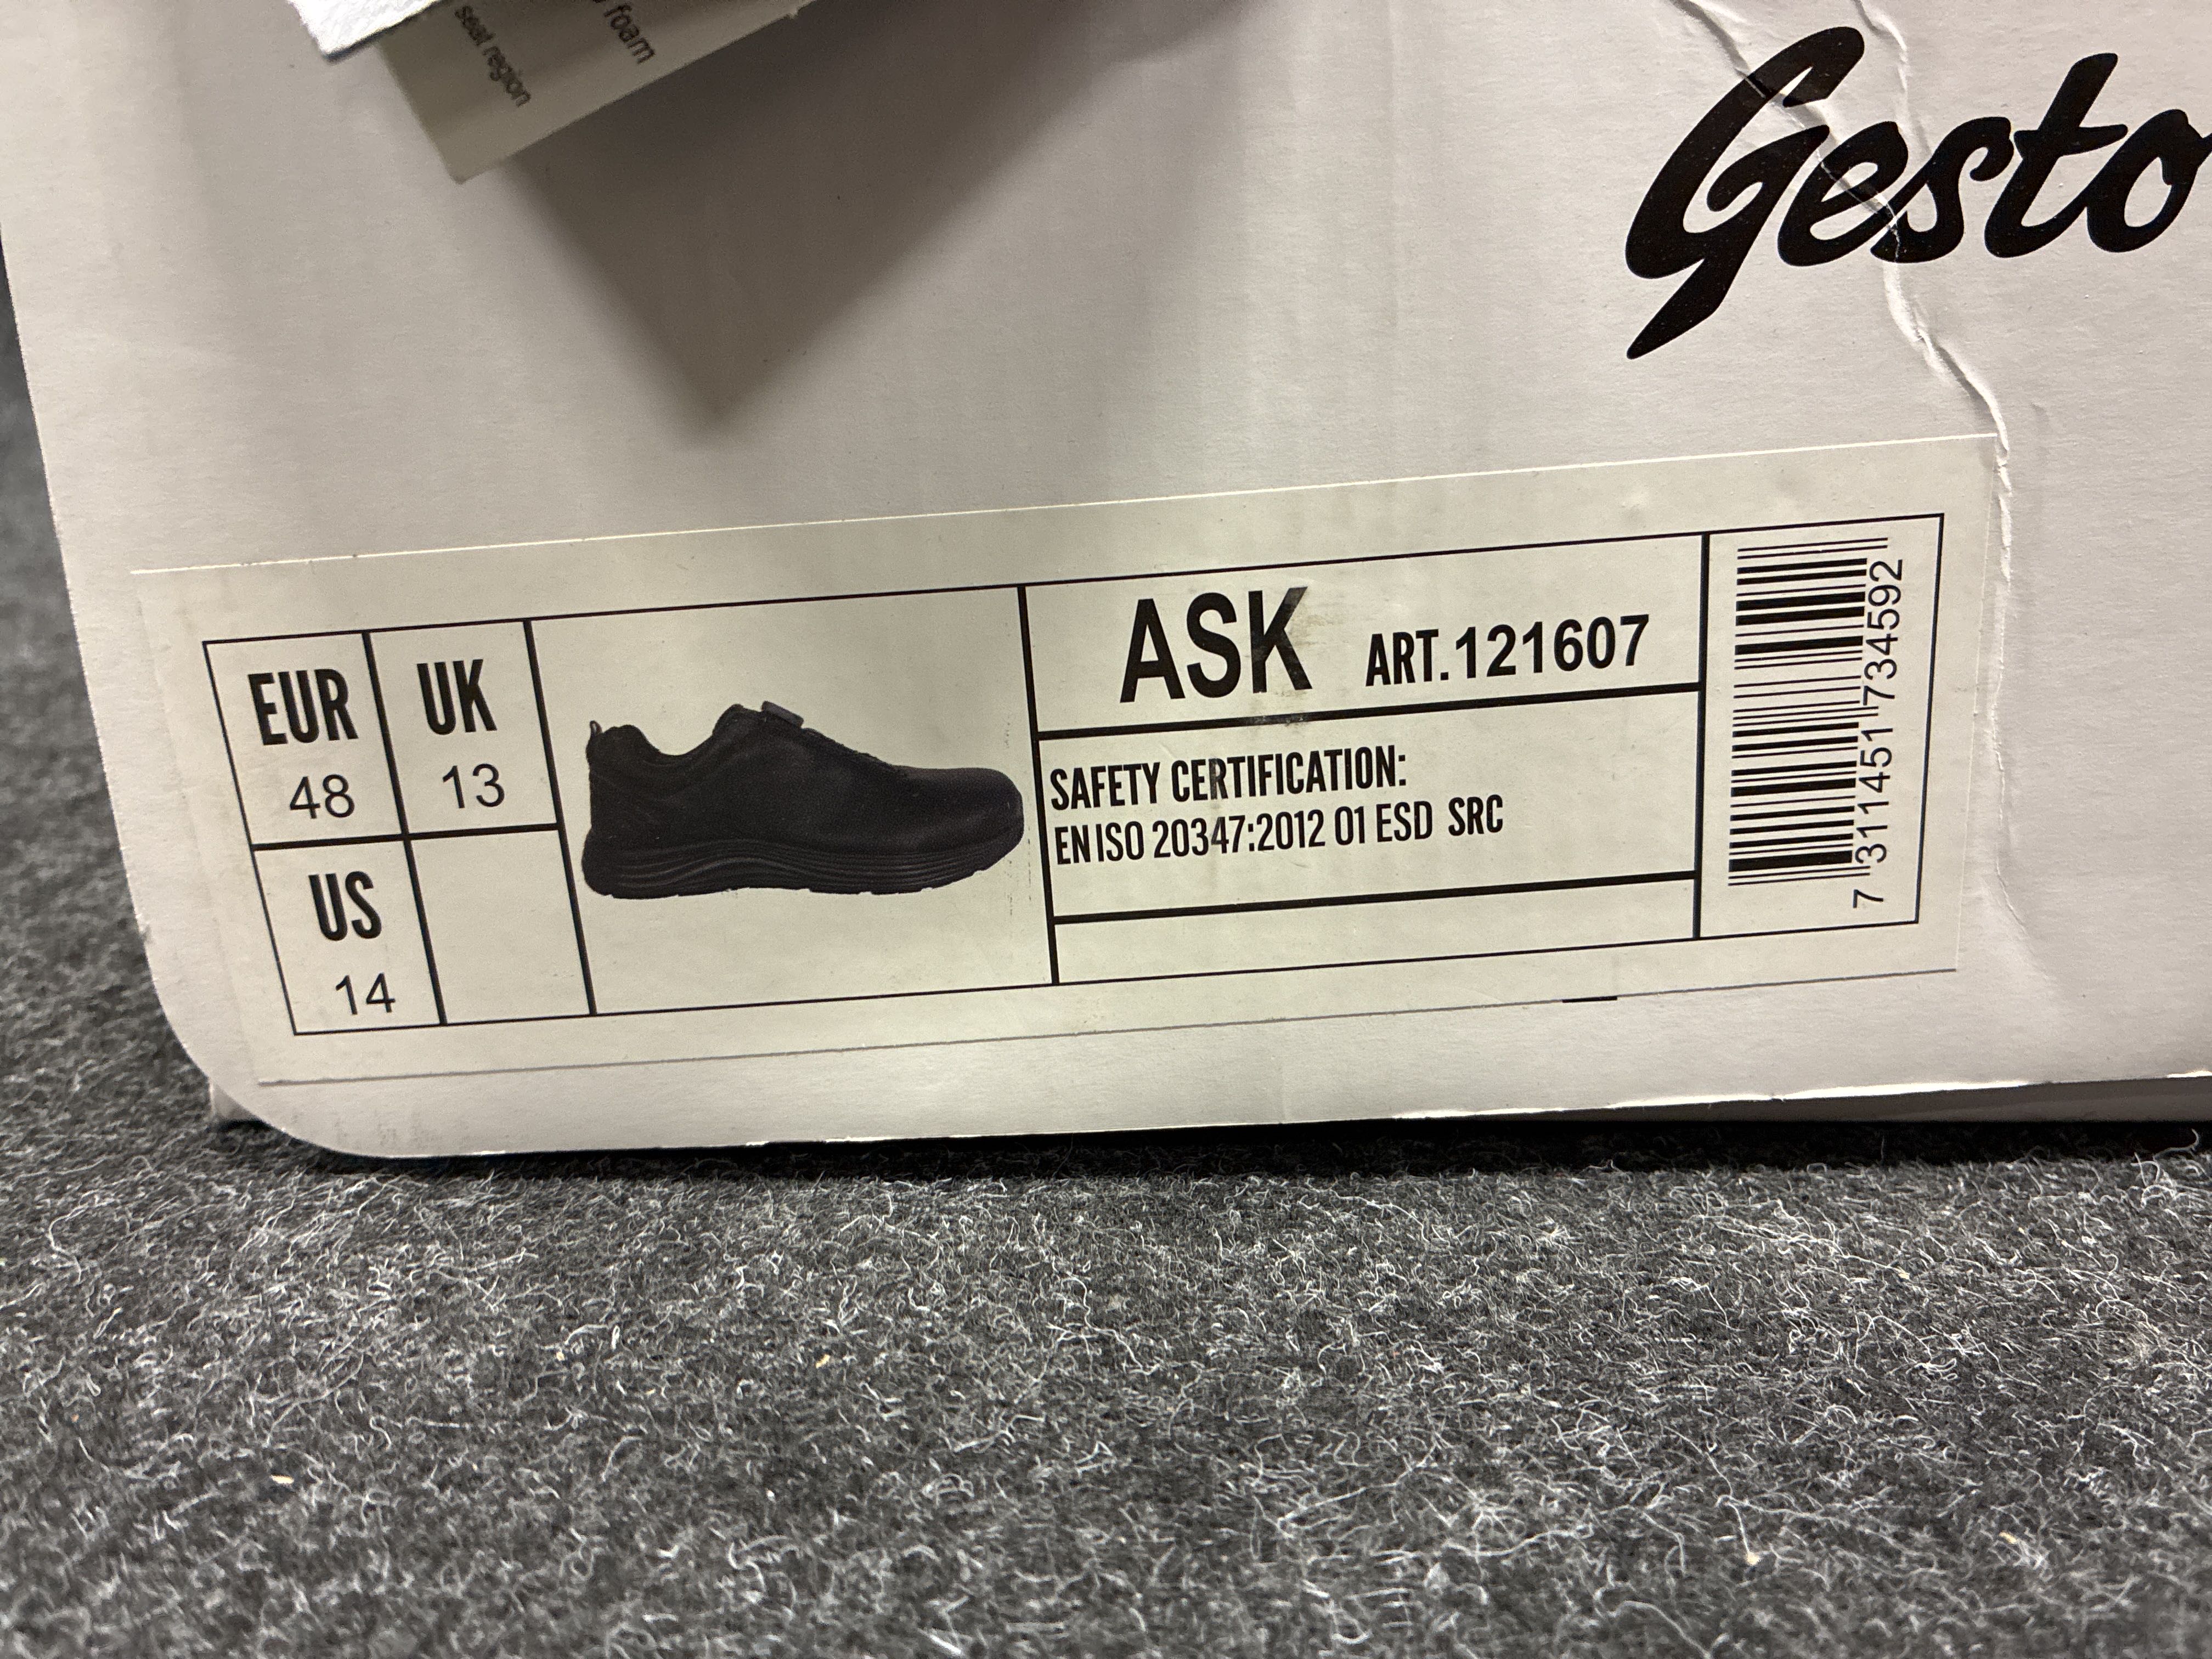 foam
seat region
Gesto
EUR
48
UK
13
US
14
ASK ART.121607
SAFETY CERTIFICATION:
EN ISO 20347:2012 O1 ESD SRC
7 311451 734592